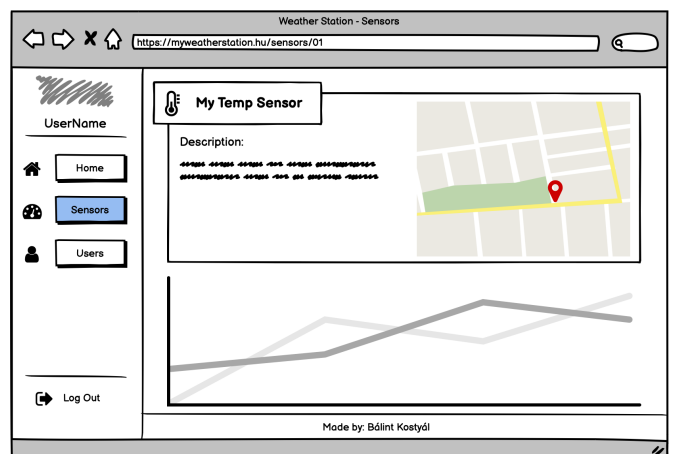 Weather Station - Sensors
https://myweatherstation.hu/sensors/01
My Temp Sensor
UserName
Description:
Home
Sensors
Users
Log Out
Made by: Bálint Kostyál